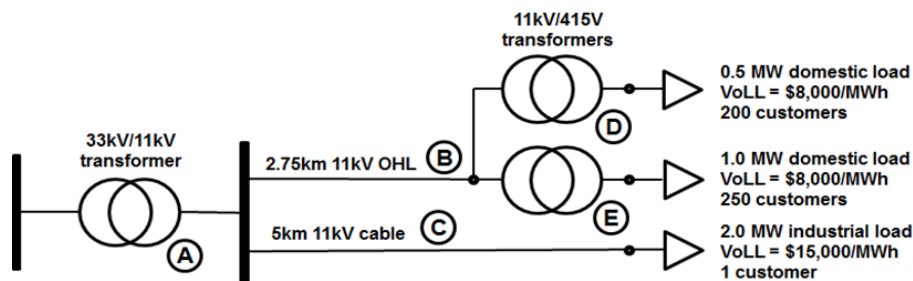 11kV/415V
transformers
0.5 MW domestic load
VoLL = $8,000/MWh
200 customers
D
33kV/11kV
transformer
2.75km 11kV OHL
B
1.0 MW domestic load
VoLL = $8,000/MWh
250 customers
E
A
5km 11kV cable
C
2.0 MW industrial load
VoLL = $15,000/MWh
1 customer